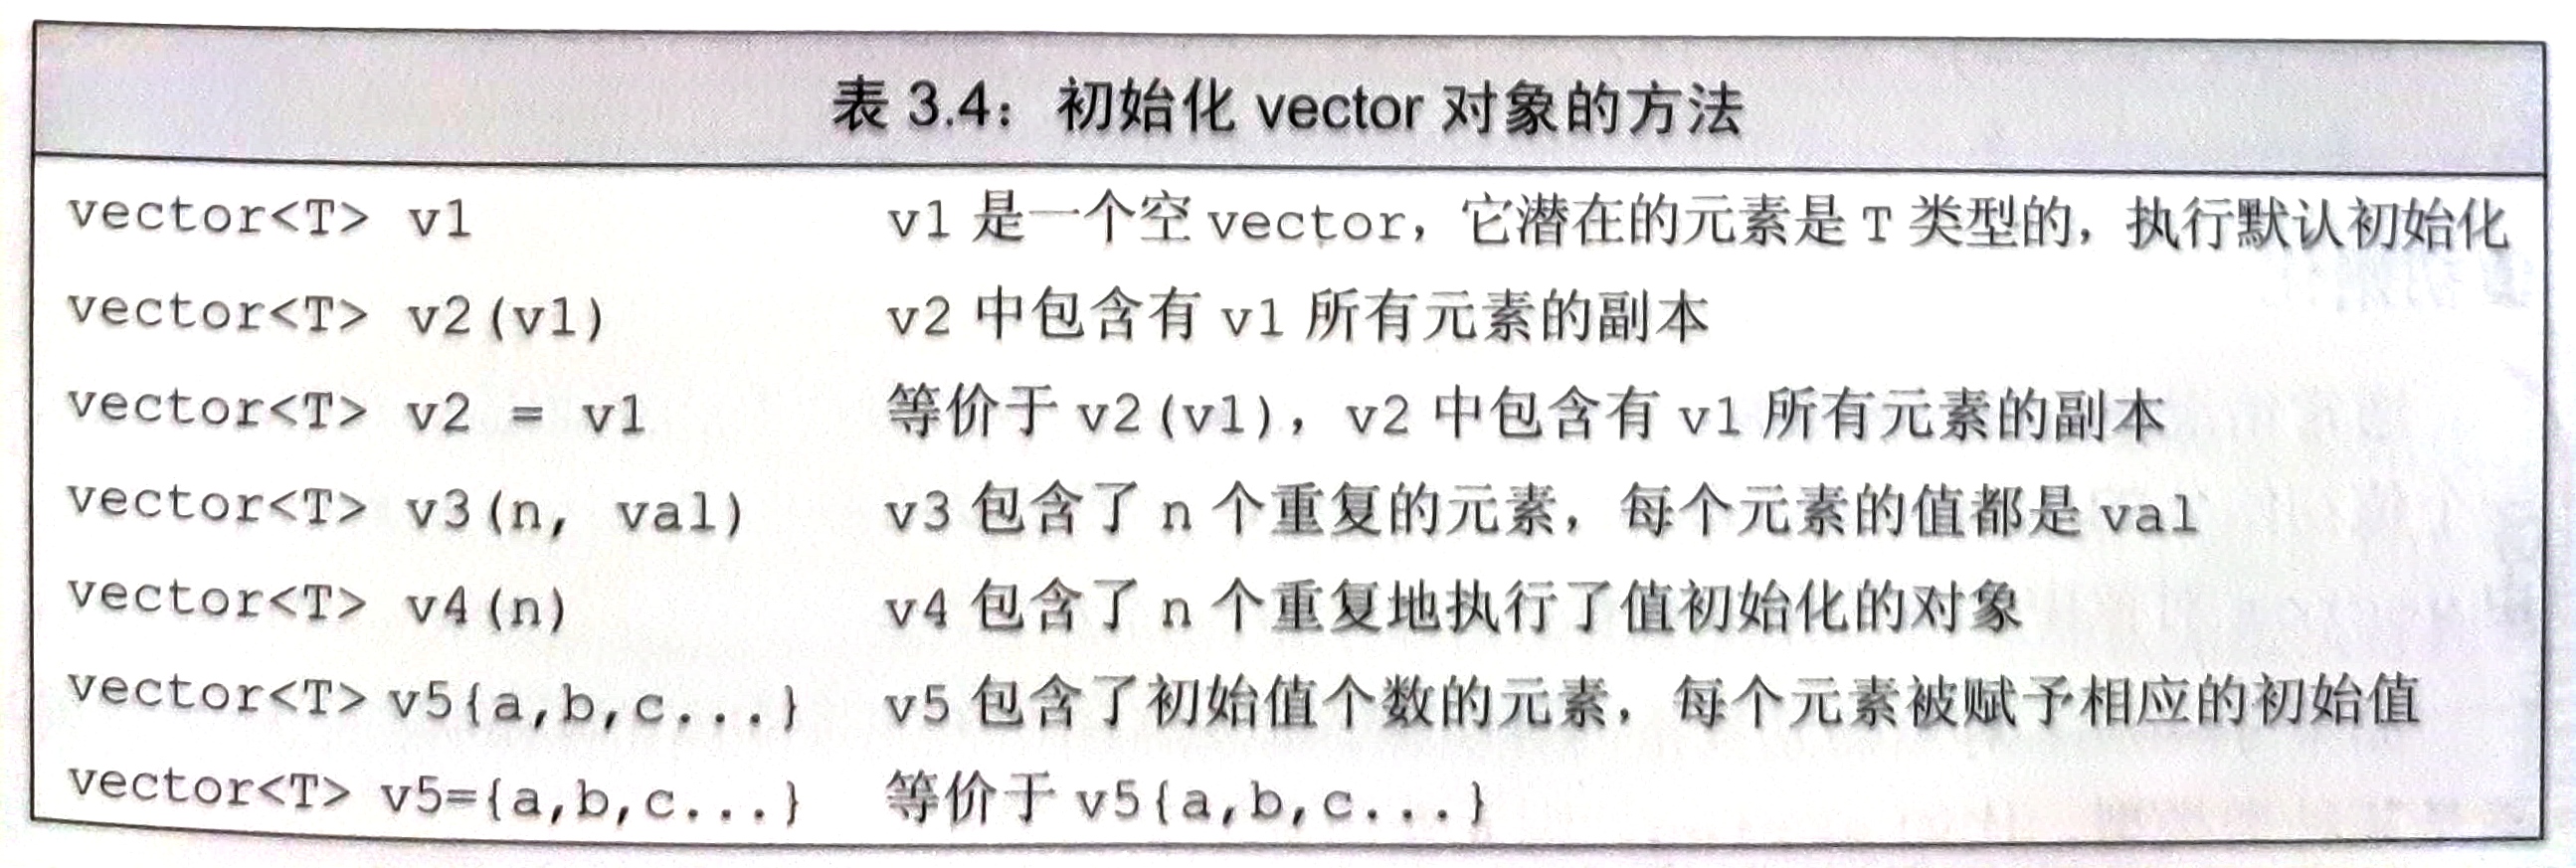 表 3.4：初始化 vector 对象的方法
vector<T> v1 v1 是一个空 vector，它潜在的元素是 T 类型的，执行默认初始化
vector<T> v2(v1) v2 中包含有 v1 所有元素的副本
vector<T> v2 = v1 等价于 v2(v1)，v2 中包含有 v1 所有元素的副本
vector<T> v3(n, val) v3 包含了 n 个重复的元素，每个元素的值都是 val
vector<T> v4(n) v4 包含了 n 个重复地执行了值初始化的对象
vector<T> v5{a,b,c...} v5 包含了初始值个数的元素，每个元素被赋予相应的初始值
vector<T> v5={a,b,c...} 等价于 v5{a,b,c...}